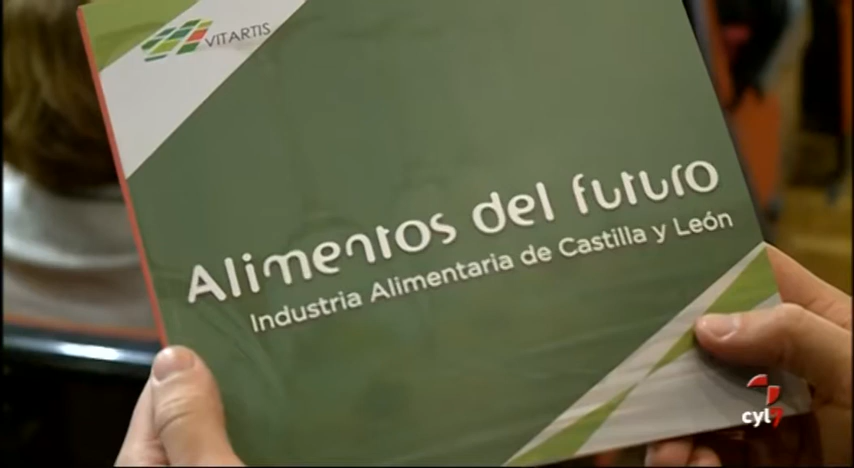 VITARTIS
Alimentos del futuro
Industria Alimentaria de Castilla y León
cyl7